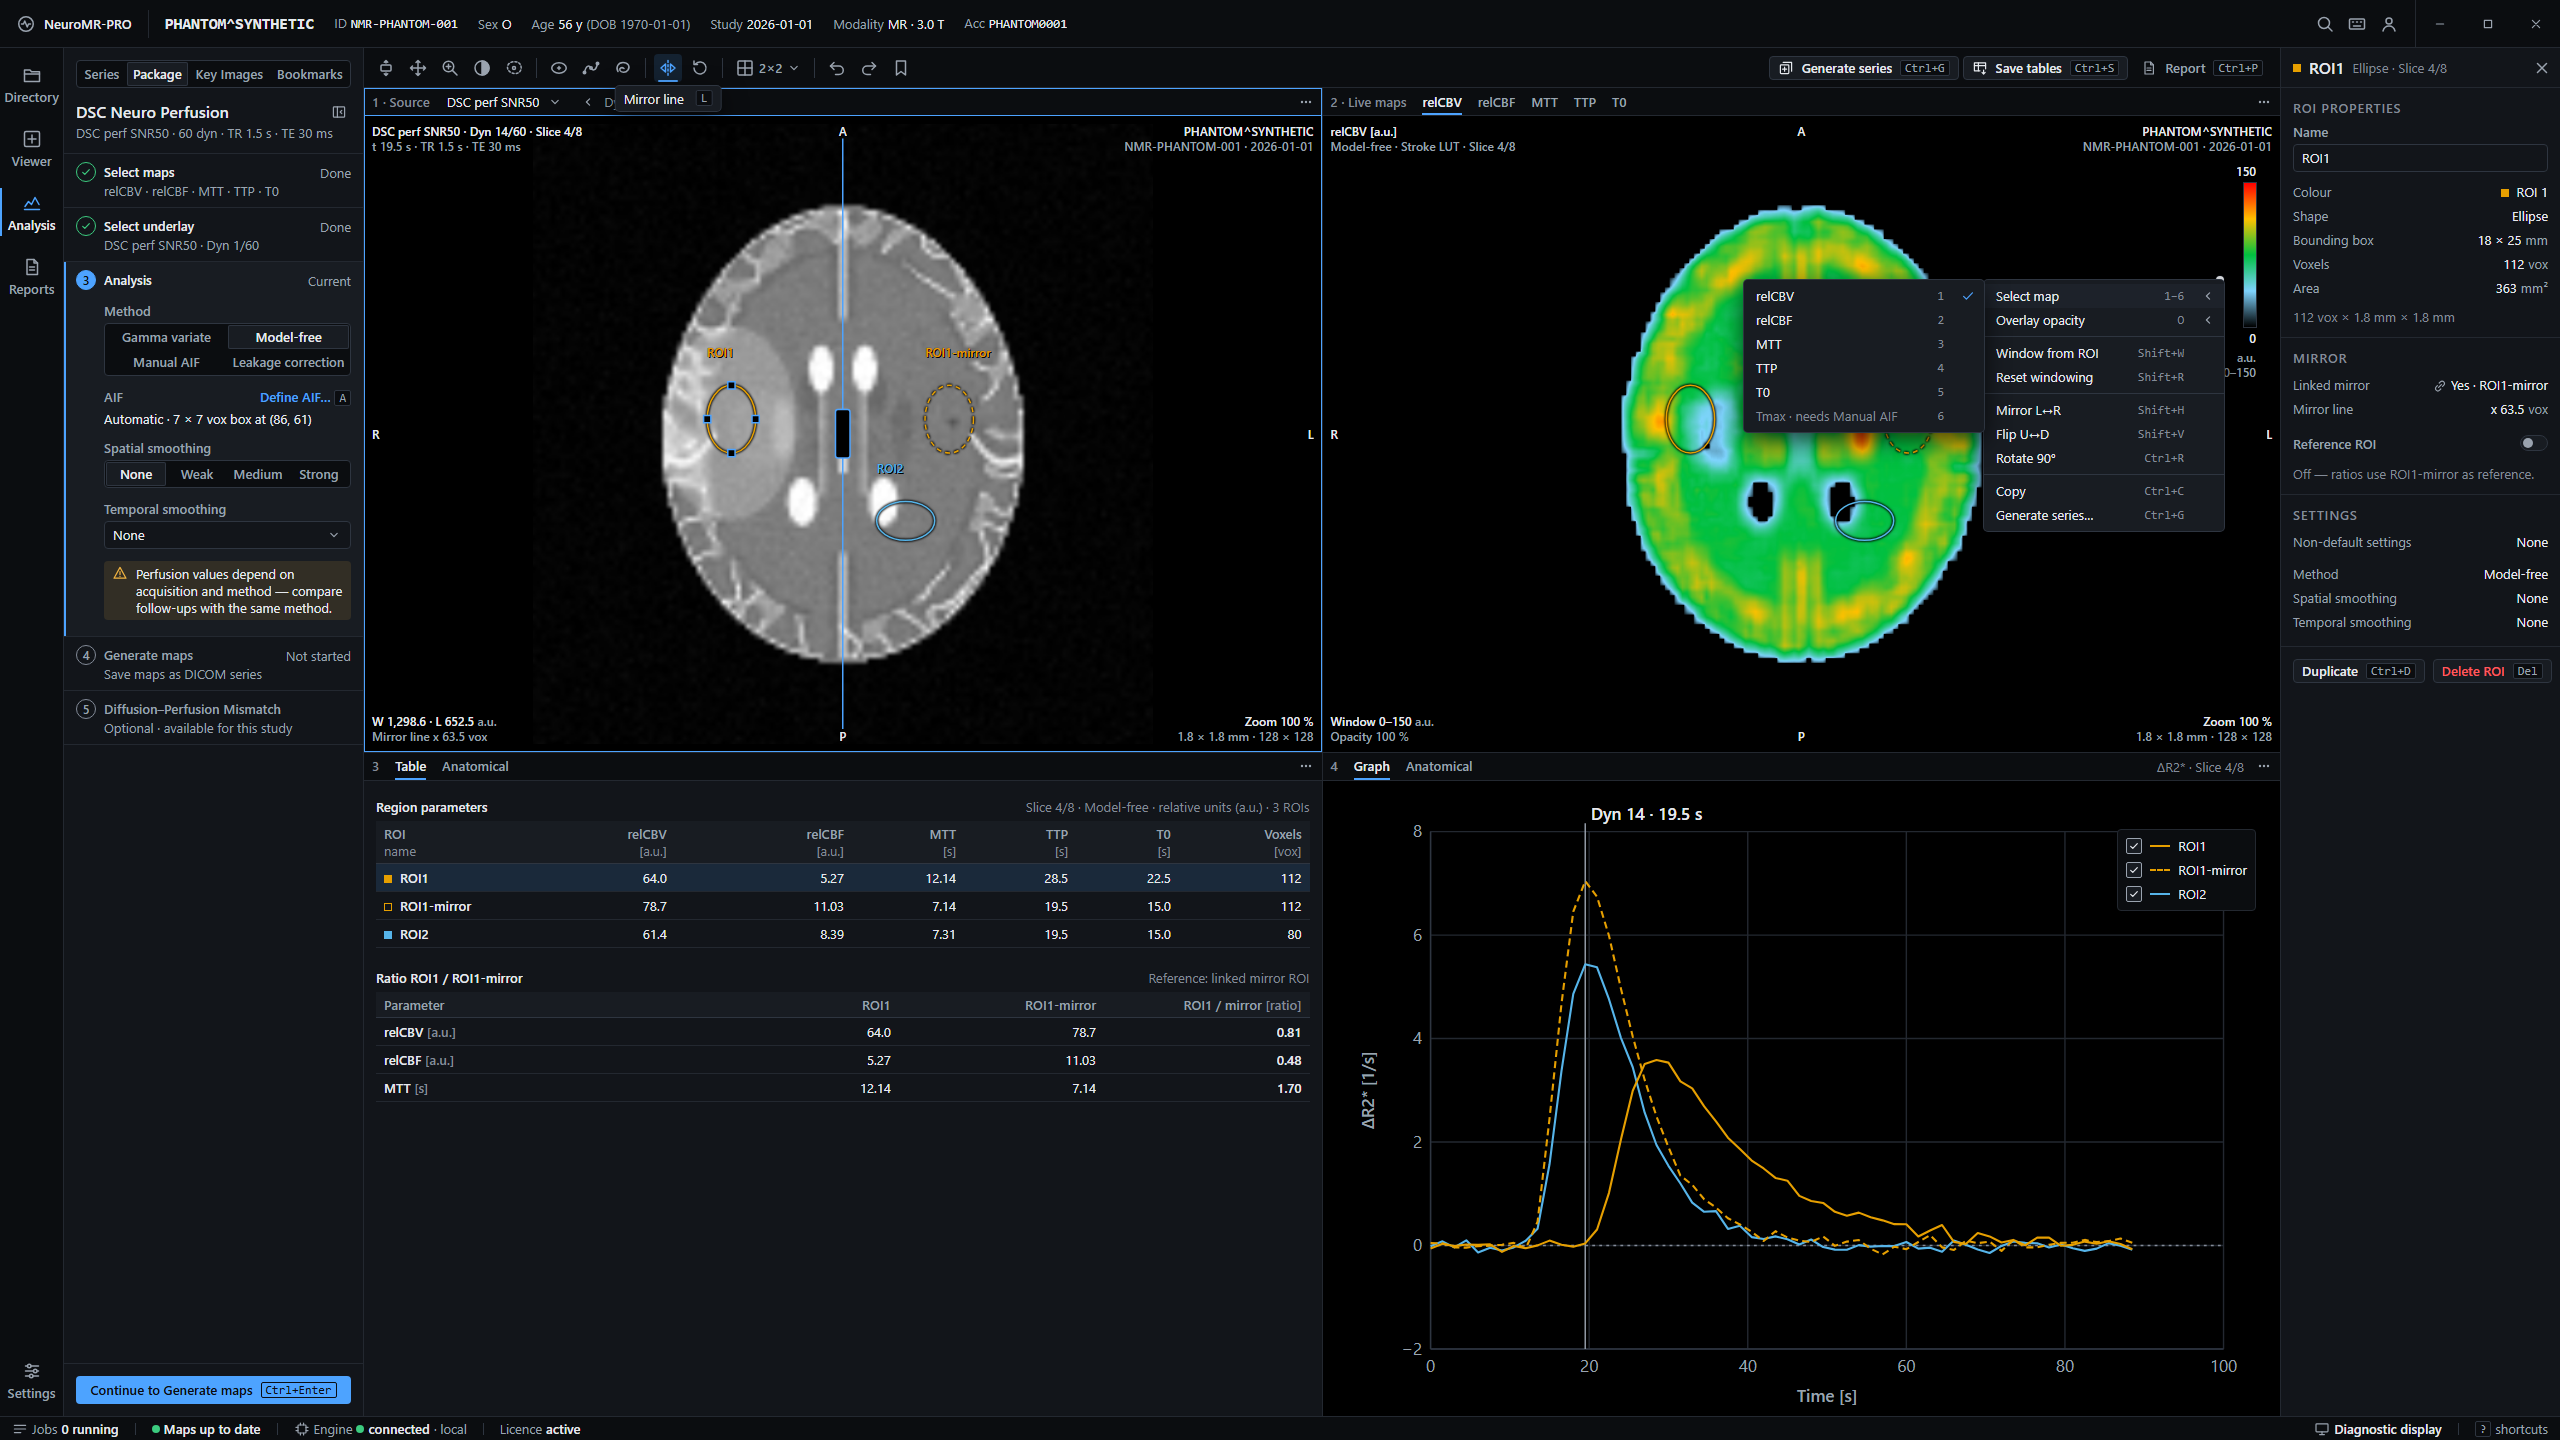 NeuroMR-PRO
PHANTOM^SYNTHETIC
ID NMR-PHANTOM-001
Sex O
Age 56 y (DOB 1970-01-01)
Study 2026-01-01
Modality MR · 3.0 T
Acc PHANTOM0001
Directory
Viewer
Analysis
Reports
Settings
Series Package Key Images Bookmarks
DSC Neuro Perfusion
DSC perf SNR50 · 60 dyn · TR 1.5 s · TE 30 ms
Select maps Done
relCBV · relCBF · MTT · TTP · T0
Select underlay Done
DSC perf SNR50 · Dyn 1/60
3 Analysis Current
Method
Gamma variate Model-free
Manual AIF Leakage correction
AIF Define AIF... A
Automatic · 7 × 7 vox box at (86, 61)
Spatial smoothing
None Weak Medium Strong
Temporal smoothing
None
Perfusion values depend on
acquisition and method — compare
follow-ups with the same method.
4 Generate maps Not started
Save maps as DICOM series
5 Diffusion–Perfusion Mismatch
Optional · available for this study
Continue to Generate maps Ctrl+Enter
2×2
Generate series Ctrl+G
Save tables Ctrl+S
Report Ctrl+P
Mirror line L
1 · Source DSC perf SNR50
DSC perf SNR50 · Dyn 14/60 · Slice 4/8
t 19.5 s · TR 1.5 s · TE 30 ms
A
PHANTOM^SYNTHETIC
NMR-PHANTOM-001 · 2026-01-01
ROI1
ROI1-mirror
R
L
ROI2
W 1,298.6 · L 652.5 a.u.
Mirror line x 63.5 vox
P
Zoom 100 %
1.8 × 1.8 mm · 128 × 128
2 · Live maps relCBV relCBF MTT TTP T0
relCBV [a.u.]
Model-free · Stroke LUT · Slice 4/8
A
PHANTOM^SYNTHETIC
NMR-PHANTOM-001 · 2026-01-01
150
0
a.u.
0–150
relCBV 1
relCBF 2
MTT 3
TTP 4
T0 5
Tmax · needs Manual AIF 6
Select map 1–6
Overlay opacity O
Window from ROI Shift+W
Reset windowing Shift+R
Mirror L↔R Shift+H
Flip U↔D Shift+V
Rotate 90° Ctrl+R
Copy Ctrl+C
Generate series... Ctrl+G
R
L
Window 0–150 a.u.
Opacity 100 %
P
Zoom 100 %
1.8 × 1.8 mm · 128 × 128
3 Table Anatomical
Region parameters Slice 4/8 · Model-free · relative units (a.u.) · 3 ROIs
ROI relCBV relCBF MTT TTP T0 Voxels
name [a.u.] [a.u.] [s] [s] [s] [vox]
ROI1 64.0 5.27 12.14 28.5 22.5 112
ROI1-mirror 78.7 11.03 7.14 19.5 15.0 112
ROI2 61.4 8.39 7.31 19.5 15.0 80
Ratio ROI1 / ROI1-mirror Reference: linked mirror ROI
Parameter ROI1 ROI1-mirror ROI1 / mirror [ratio]
relCBV [a.u.] 64.0 78.7 0.81
relCBF [a.u.] 5.27 11.03 0.48
MTT [s] 12.14 7.14 1.70
4 Graph Anatomical ΔR2* · Slice 4/8
Dyn 14 · 19.5 s
ROI1
ROI1-mirror
ROI2
8
6
4
2
0
−2
ΔR2* [1/s]
0 20 40 60 80 100
Time [s]
ROI1 Ellipse · Slice 4/8
ROI PROPERTIES
Name
ROI1
Colour ROI 1
Shape Ellipse
Bounding box 18 × 25 mm
Voxels 112 vox
Area 363 mm²
112 vox × 1.8 mm × 1.8 mm
MIRROR
Linked mirror Yes · ROI1-mirror
Mirror line x 63.5 vox
Reference ROI
Off — ratios use ROI1-mirror as reference.
SETTINGS
Non-default settings None
Method Model-free
Spatial smoothing None
Temporal smoothing None
Duplicate Ctrl+D
Delete ROI Del
Jobs 0 running
Maps up to date
Engine connected · local
Licence active
Diagnostic display
? shortcuts